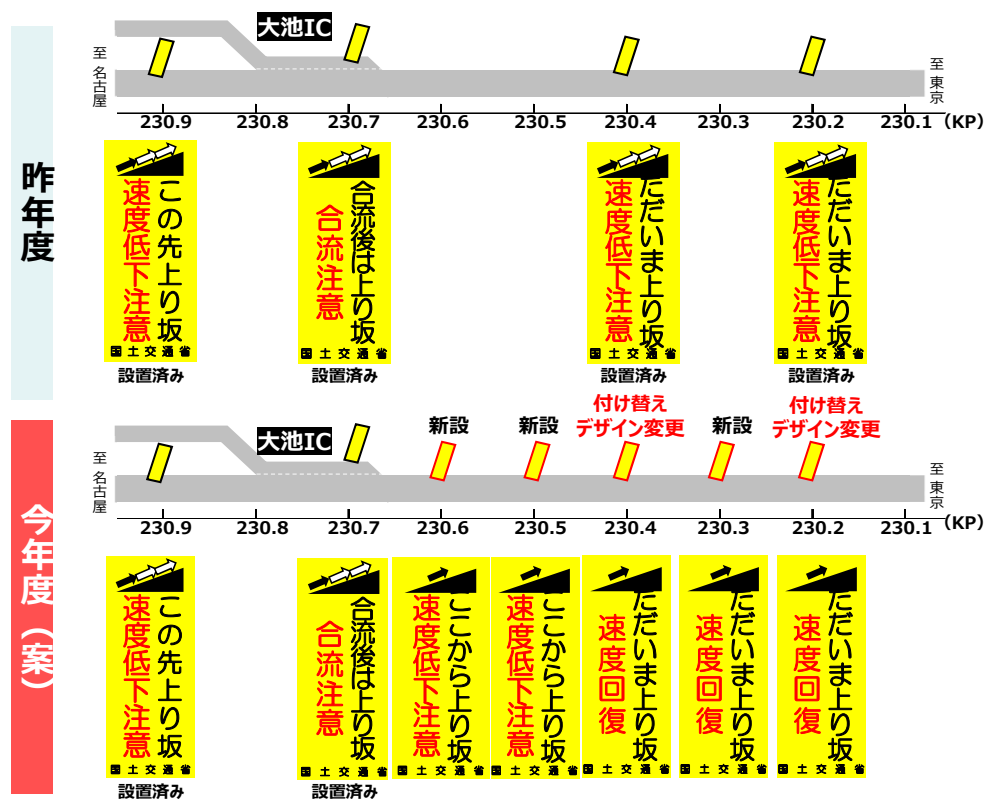 昨年度
大池IC
至 名古屋
至 東京
230.9 230.8 230.7 230.6 230.5 230.4 230.3 230.2 230.1 (KP)
この先上り坂
速度低下注意
国土交通省
設置済み
合流後は上り坂
合流注意
国土交通省
設置済み
ただいま上り坂
速度低下注意
国土交通省
設置済み
ただいま上り坂
速度低下注意
国土交通省
設置済み
今年度(案)
大池IC
至 名古屋
至 東京
新設
新設
付け替え
デザイン変更
新設
付け替え
デザイン変更
230.9 230.8 230.7 230.6 230.5 230.4 230.3 230.2 230.1 (KP)
この先上り坂
速度低下注意
国土交通省
設置済み
合流後は上り坂
合流注意
国土交通省
設置済み
ここから上り坂
速度低下注意
国土交通省
ここから上り坂
速度低下注意
国土交通省
ただいま上り坂
速度回復
国土交通省
ただいま上り坂
速度回復
国土交通省
ただいま上り坂
速度回復
国土交通省